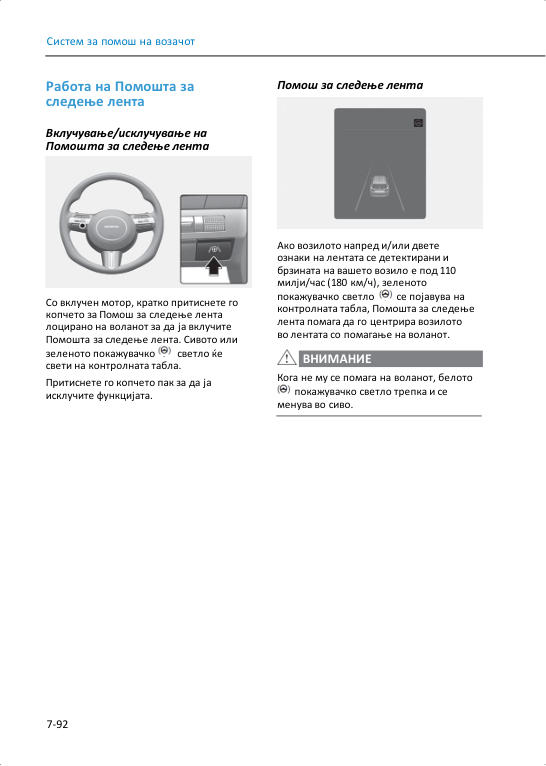 Систем за помош на возачот
Работа на Помошта за
следење лента
Вклучување/исклучување на
Помошта за следење лента
Со вклучен мотор, кратко притиснете го
копчето за Помош за следење лента
лоцирано на воланот за да ја вклучите
Помошта за следење лента. Сивото или
зеленото покажувачко светло ќе
свети на контролната табла.
Притиснете го копчето пак за да ја
исклучите функцијата.
Помош за следење лента
Ако возилото напред и/или двете
ознаки на лентата се детектирани и
брзината на вашето возило е под 110
милји/час (180 км/ч), зеленото
покажувачко светло се појавува на
контролната табла, Помошта за следење
лента помага да го центрира возилото
во лентата со помагање на воланот.
ВНИМАНИЕ
Кога не му се помага на воланот, белото
покажувачко светло трепка и се
менува во сиво.
7-92